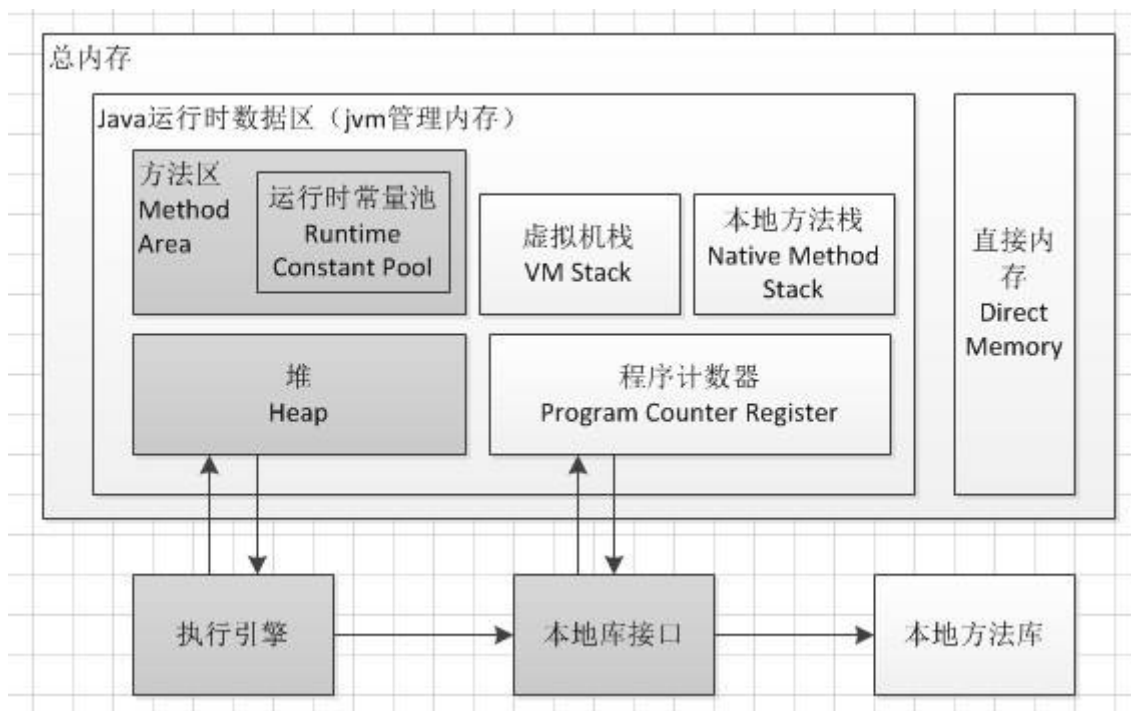 总内存
Java运行时数据区（jvm管理内存）
方法区
Method
Area
运行时常量池
Runtime
Constant Pool
虚拟机栈
VM Stack
本地方法栈
Native Method
Stack
直接内
存
Direct
Memory
堆
Heap
程序计数器
Program Counter Register
执行引擎
本地库接口
本地方法库